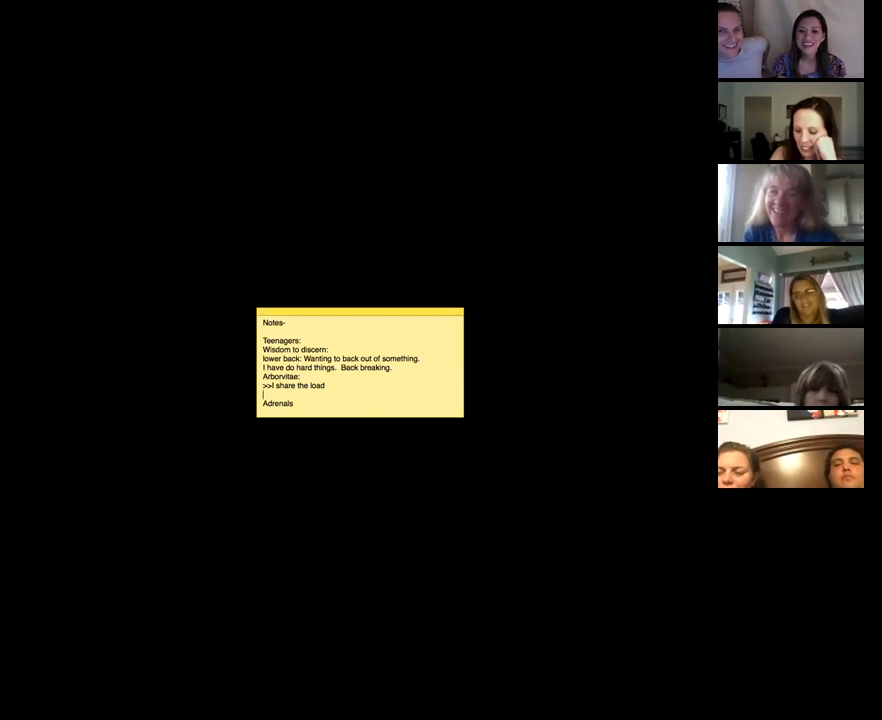 Notes-
Teenagers:
Wisdom to discern:
lower back: Wanting to back out of something.
I have do hard things.  Back breaking.
Arborvitae:
>>I share the load
Adrenals